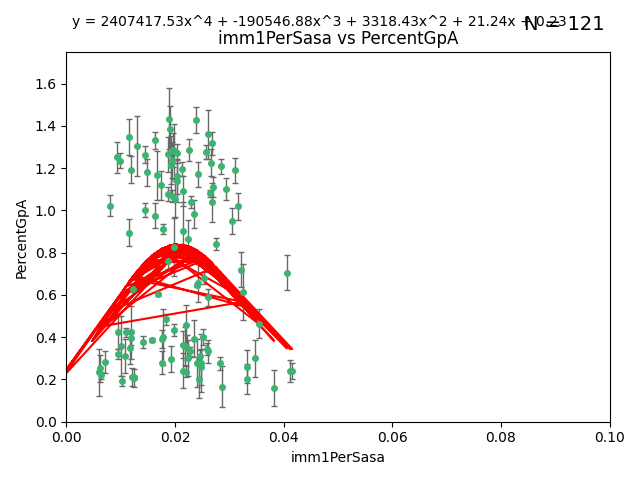 y = 2407417.53x^4 + -190546.88x^3 + 3318.43x^2 + 21.24x + 0.23
N = 121
imm1PerSasa vs PercentGpA
1.6
1.4
1.2
1.0
0.8
0.6
0.4
0.2
0.0
PercentGpA
0.00 0.02 0.04 0.06 0.08 0.10
imm1PerSasa